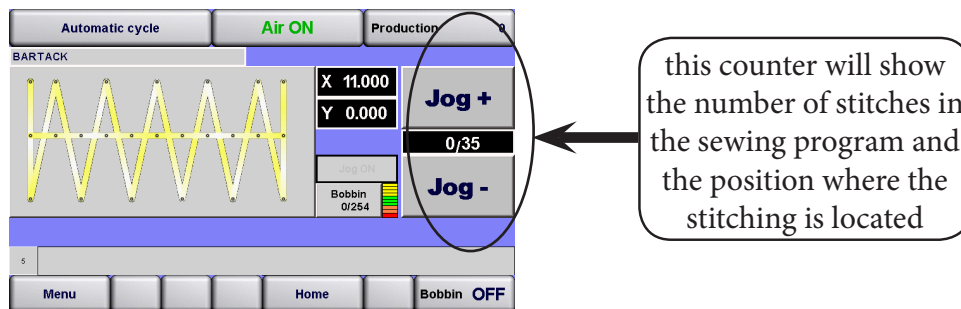 Automatic cycle Air ON Production 0
BARTACK
X 11.000
Y 0.000
Jog +
0/35
Jog ON
Jog -
Bobbin
0/254
5
Menu Home Bobbin OFF
this counter will show
the number of stitches in
the sewing program and
the position where the
stitching is located